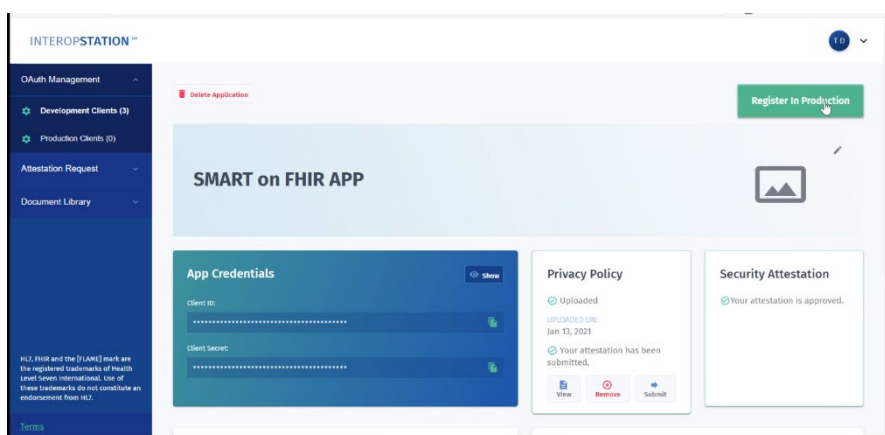 INTEROPSTATION™
TD
OAuth Management
Development Clients (3)
Production Clients (0)
Attestation Request
Document Library
HL7, FHIR and the [FLAME] mark are
the registered trademarks of Health
Level Seven International. Use of
these trademarks do not constitute an
endorsement from HL7.
Terms
Delete Application
Register In Production
SMART on FHIR APP
App Credentials
Show
Client ID:
****************************************
Client Secret:
****************************************
Privacy Policy
Uploaded
UPLOADED ON:
Jan 13, 2021
Your attestation has been
submitted.
View
Remove
Submit
Security Attestation
Your attestation is approved.